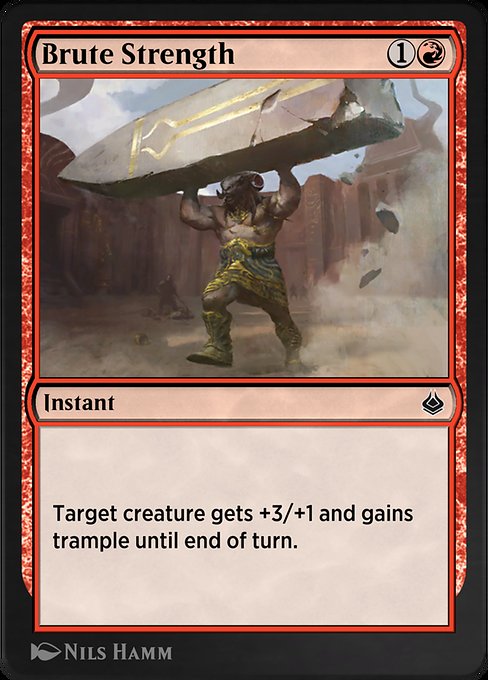 Brute Strength 1
Instant
Target creature gets +3/+1 and gains
trample until end of turn.
Nils Hamm